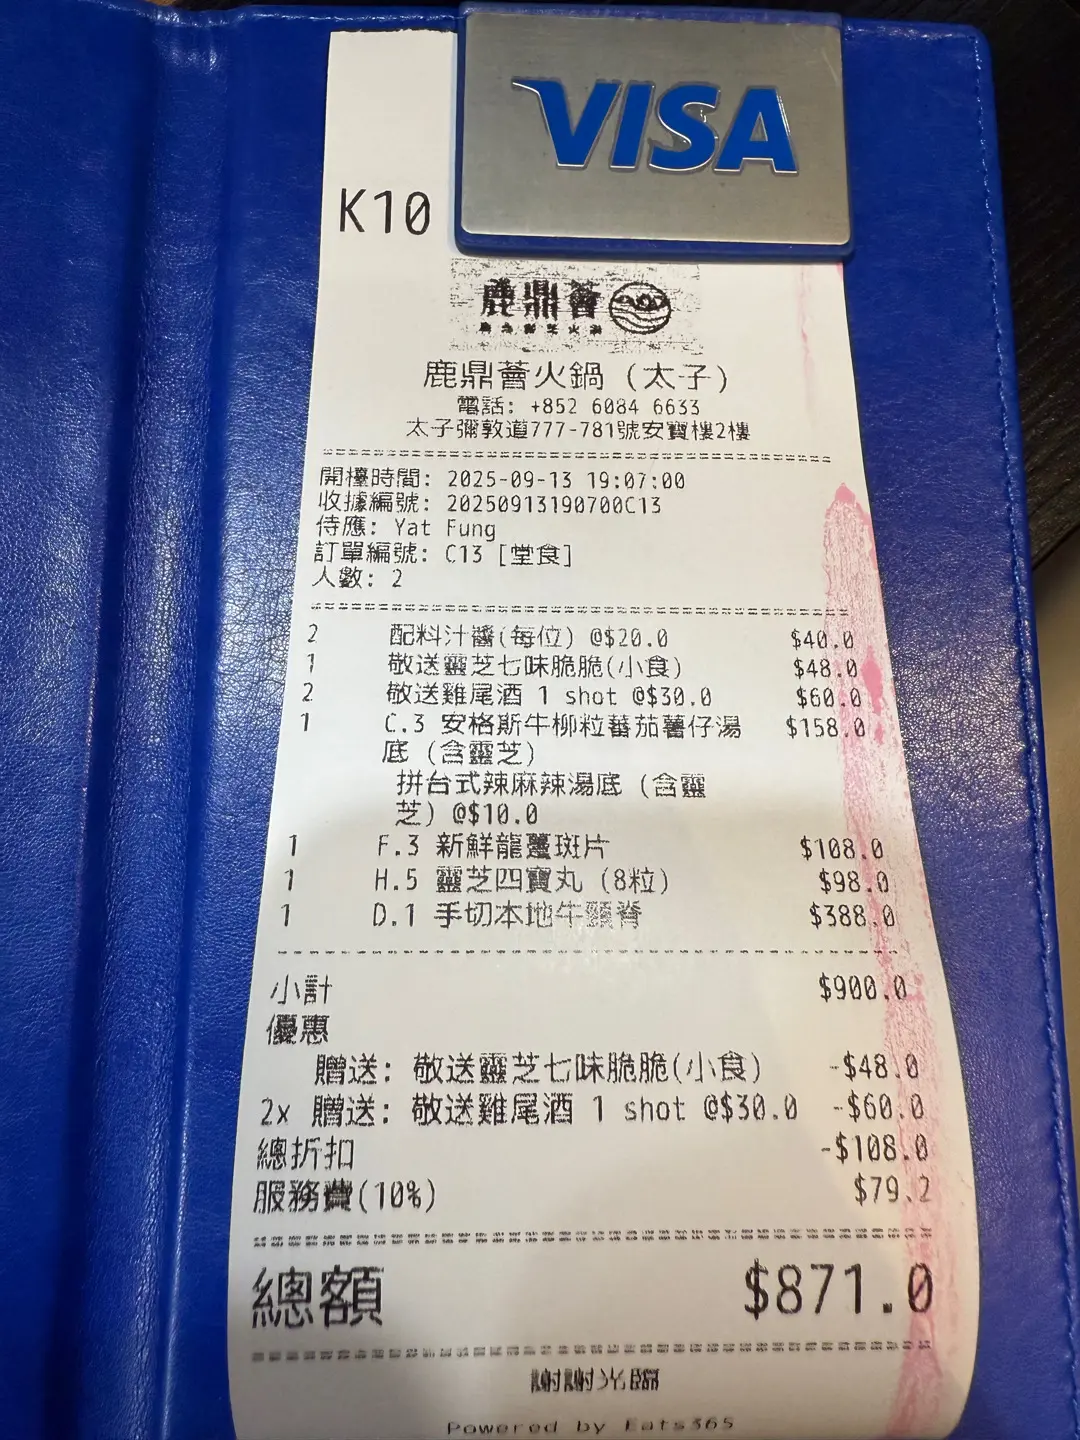 VISA
K10
鹿鼎薈
鹿鼎薈火鍋 (太子)
電話: +852 6084 6633
太子彌敦道777-781號安寶樓2樓
開檯時間: 2025-09-13 19:07:00
收據編號: 20250913190700C13
侍應: Yat Fung
訂單編號: C13 [堂食]
人數: 2
2 配料汁醬(每位) @$20.0 $40.0
1 敬送靈芝七味脆脆(小食) $48.0
2 敬送雞尾酒 1 shot @$30.0 $60.0
1 C.3 安格斯牛柳粒蕃茄薯仔湯 $158.0
底 (含靈芝)
拼台式辣麻辣湯底 (含靈
芝) @$10.0
1 F.3 新鮮龍躉斑片 $108.0
1 H.5 靈芝四寶丸 (8粒) $98.0
1 D.1 手切本地牛頸脊 $388.0
小計 $900.0
優惠
贈送: 敬送靈芝七味脆脆(小食) -$48.0
2x 贈送: 敬送雞尾酒 1 shot @$30.0 -$60.0
總折扣 -$108.0
服務費(10%) $79.2
總額 $871.0
謝謝光臨
Powered by Eats365